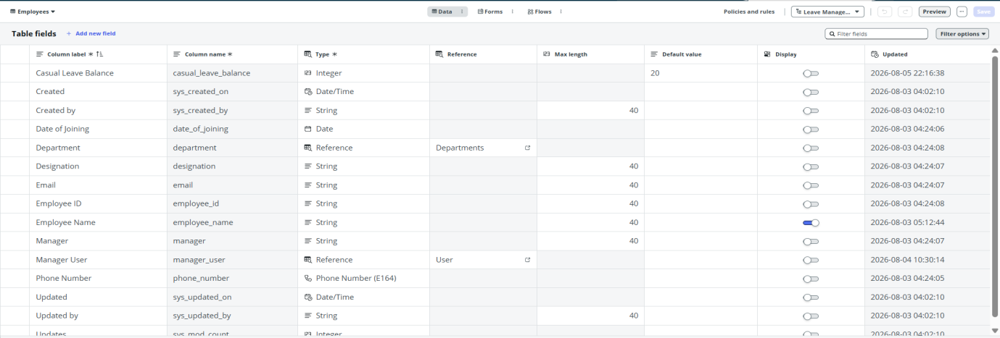 Employees Data Forms Flows Policies and rules Leave Manage... Preview ... Save
Table fields + Add new field Filter fields Filter options
Column label * Column name * Type * Reference Max length Default value Display Updated
Casual Leave Balance casual_leave_balance Integer 20 2026-08-05 22:16:38
Created sys_created_on Date/Time 2026-08-03 04:02:10
Created by sys_created_by String 40 2026-08-03 04:02:10
Date of Joining date_of_joining Date 2026-08-03 04:24:06
Department department Reference Departments 2026-08-03 04:24:08
Designation designation String 40 2026-08-03 04:24:07
Email email String 40 2026-08-03 04:24:07
Employee ID employee_id String 40 2026-08-03 04:24:08
Employee Name employee_name String 40 2026-08-03 05:12:44
Manager manager String 40 2026-08-03 04:24:07
Manager User manager_user Reference User 2026-08-04 10:30:14
Phone Number phone_number Phone Number (E164) 2026-08-03 04:24:05
Updated sys_updated_on Date/Time 2026-08-03 04:02:10
Updated by sys_updated_by String 40 2026-08-03 04:02:10
Updates sys_mod_count Integer 2026-08-03 04:02:10